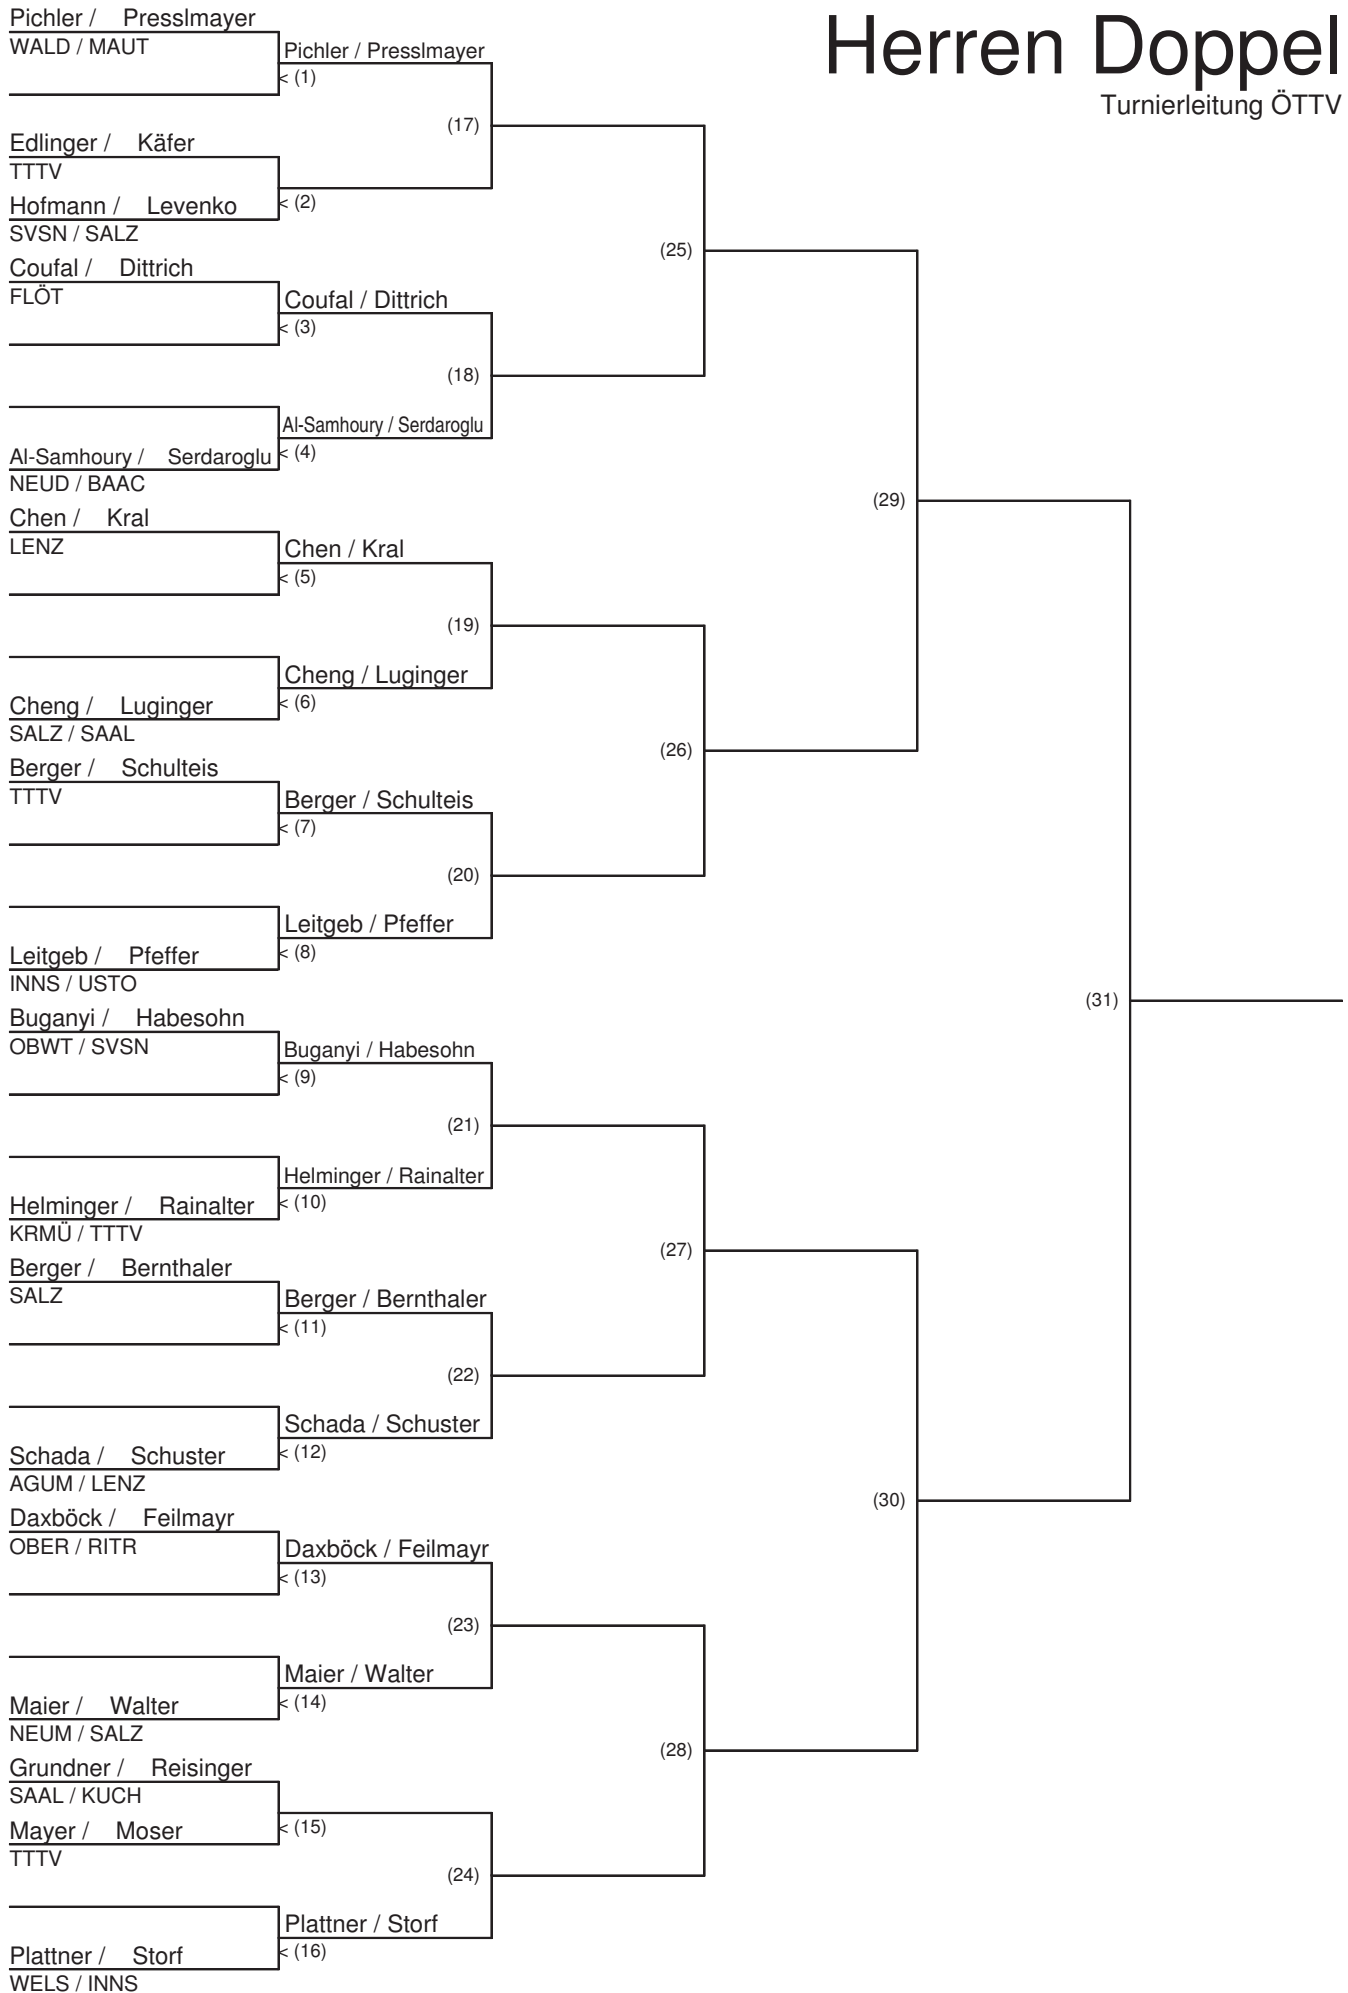 Herren Doppel
Turnierleitung ÖTTV
Pichler / Presslmayer
WALD / MAUT
Pichler / Presslmayer
< (1)
(17)
Edlinger / Käfer
TTTV
< (2)
Hofmann / Levenko
SVSN / SALZ
(25)
Coufal / Dittrich
FLÖT
Coufal / Dittrich
< (3)
(18)
Al-Samhoury / Serdaroglu
< (4)
Al-Samhoury / Serdaroglu
NEUD / BAAC
(29)
Chen / Kral
LENZ
Chen / Kral
< (5)
(19)
Cheng / Luginger
< (6)
Cheng / Luginger
SALZ / SAAL
(26)
Berger / Schulteis
TTTV
Berger / Schulteis
< (7)
(20)
Leitgeb / Pfeffer
< (8)
Leitgeb / Pfeffer
INNS / USTO
(31)
Buganyi / Habesohn
OBWT / SVSN
Buganyi / Habesohn
< (9)
(21)
Helminger / Rainalter
< (10)
Helminger / Rainalter
KRMÜ / TTTV
(27)
Berger / Bernthaler
SALZ
Berger / Bernthaler
< (11)
(22)
Schada / Schuster
< (12)
Schada / Schuster
AGUM / LENZ
(30)
Daxböck / Feilmayr
OBER / RITR
Daxböck / Feilmayr
< (13)
(23)
Maier / Walter
< (14)
Maier / Walter
NEUM / SALZ
(28)
Grundner / Reisinger
SAAL / KUCH
< (15)
Mayer / Moser
TTTV
(24)
Plattner / Storf
< (16)
Plattner / Storf
WELS / INNS